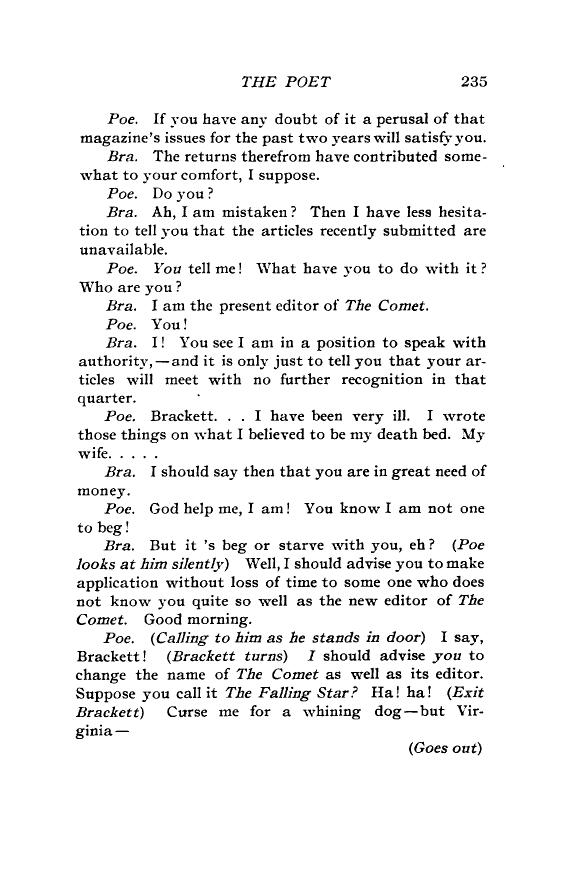 THE POET 235
Poe. If you have any doubt of it a perusal of that
magazine's issues for the past two years will satisfy you.
Bra. The returns therefrom have contributed some-
what to your comfort, I suppose.
Poe. Do you?
Bra. Ah, I am mistaken? Then I have less hesita-
tion to tell you that the articles recently submitted are
unavailable.
Poe. You tell me! What have you to do with it?
Who are you?
Bra. I am the present editor of The Comet.
Poe. You!
Bra. I! You see I am in a position to speak with
authority,—and it is only just to tell you that your ar-
ticles will meet with no further recognition in that
quarter.
Poe. Brackett. . . I have been very ill. I wrote
those things on what I believed to be my death bed. My
wife. . . . .
Bra. I should say then that you are in great need of
money.
Poe. God help me, I am! You know I am not one
to beg!
Bra. But it 's beg or starve with you, eh? (Poe
looks at him silently) Well, I should advise you to make
application without loss of time to some one who does
not know you quite so well as the new editor of The
Comet. Good morning.
Poe. (Calling to him as he stands in door) I say,
Brackett! (Brackett turns) I should advise you to
change the name of The Comet as well as its editor.
Suppose you call it The Falling Star? Ha! ha! (Exit
Brackett) Curse me for a whining dog—but Vir-
ginia—
(Goes out)